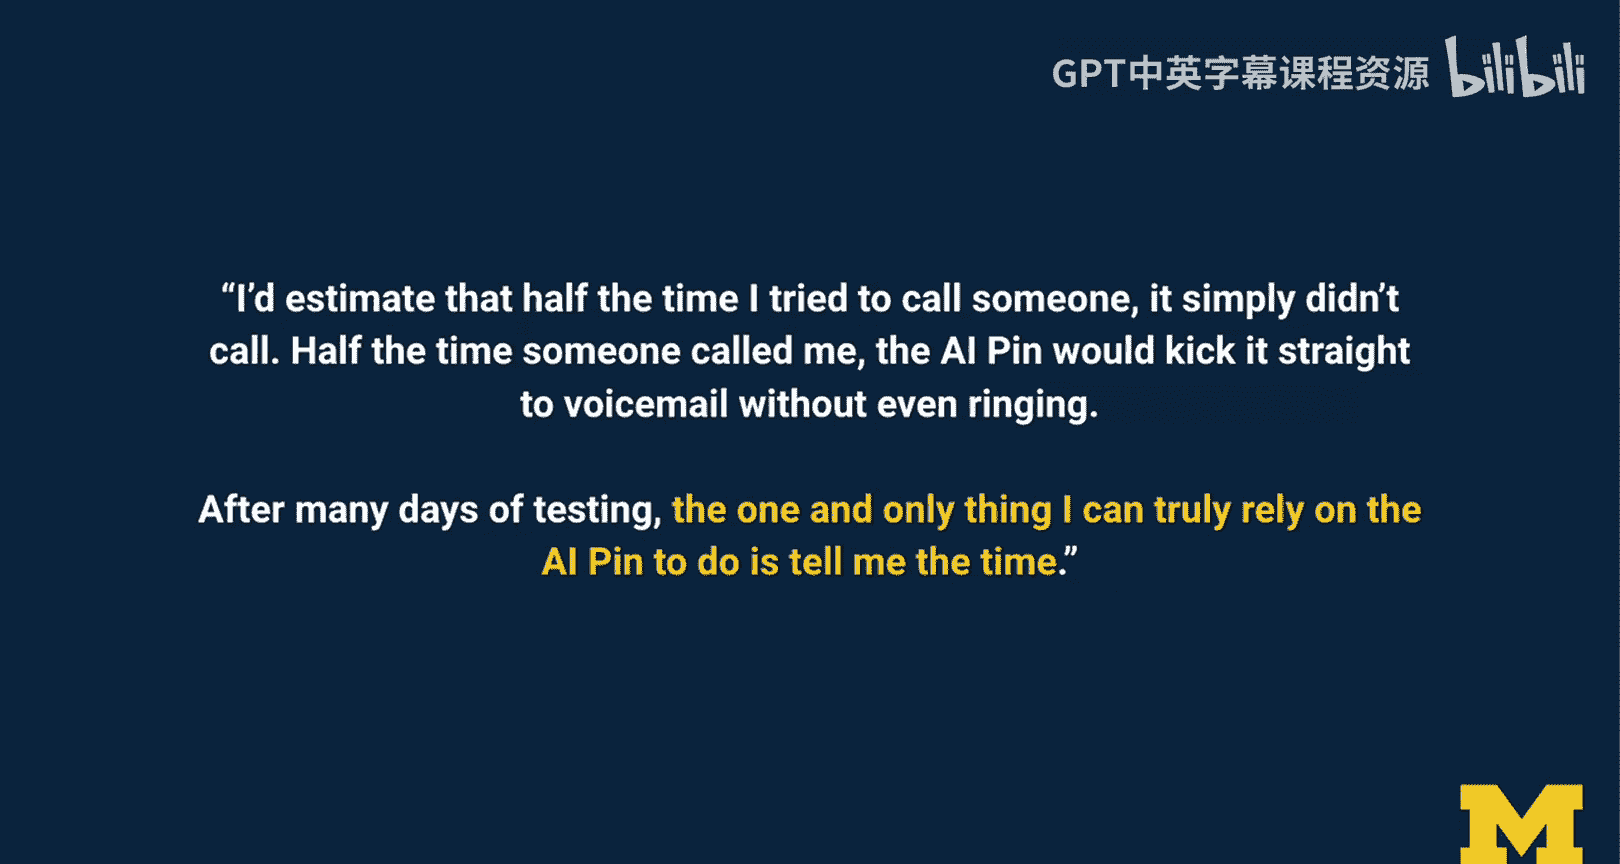 GPT中英字幕课程资源 bilibili
“I’d estimate that half the time I tried to call someone, it simply didn’t
call. Half the time someone called me, the AI Pin would kick it straight
to voicemail without even ringing.
After many days of testing, the one and only thing I can truly rely on the
AI Pin to do is tell me the time.”
M